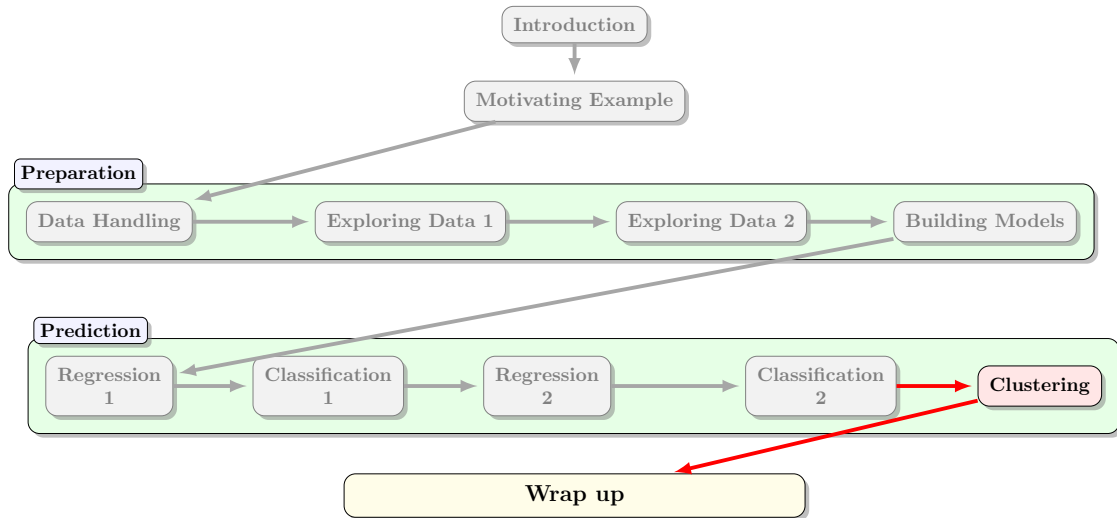 Introduction
Motivating Example
Preparation
Data Handling
Exploring Data 1
Exploring Data 2
Building Models
Prediction
Regression
1
Classification
1
Regression
2
Classification
2
Clustering
Wrap up